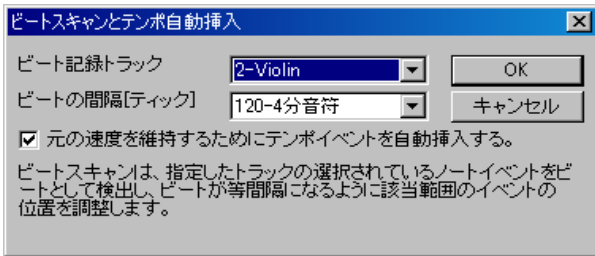 ビートスキャンとテンポ自動挿入
ビート記録トラック 2-Violin OK
ビートの間隔[ティック] 120-4分音符 キャンセル
元の速度を維持するためにテンポイベントを自動挿入する。
ビートスキャンは、指定したトラックの選択されているノートイベントをビ
ートとして検出し、ビートが等間隔になるように該当範囲のイベントの
位置を調整します。